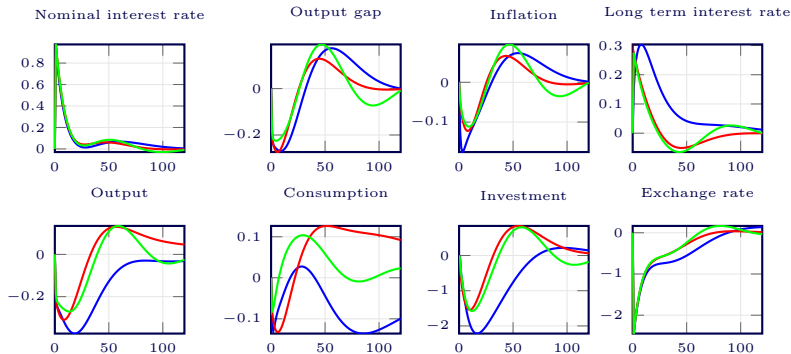 Nominal interest rate
Output gap
Inflation
Long term interest rate
0.8
0.6
0.4
0.2
0
0 50 100
0
−0.2
0 50 100
0
−0.1
0 50 100
0.3
0.2
0.1
0
0 50 100
Output
Consumption
Investment
Exchange rate
0
−0.2
0 50 100
0.1
0
−0.1
0 50 100
0
−1
−2
0 50 100
0
−1
−2
0 50 100